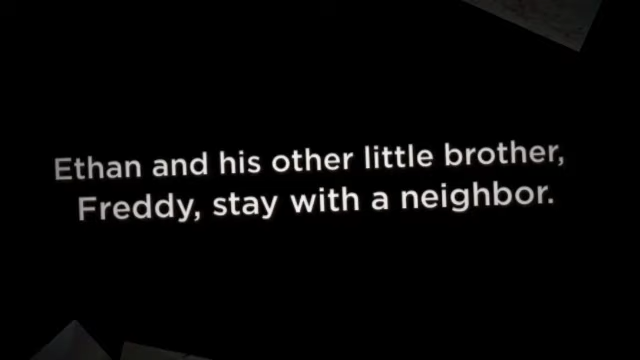 Ethan and his other little brother,
Freddy, stay with a neighbor.